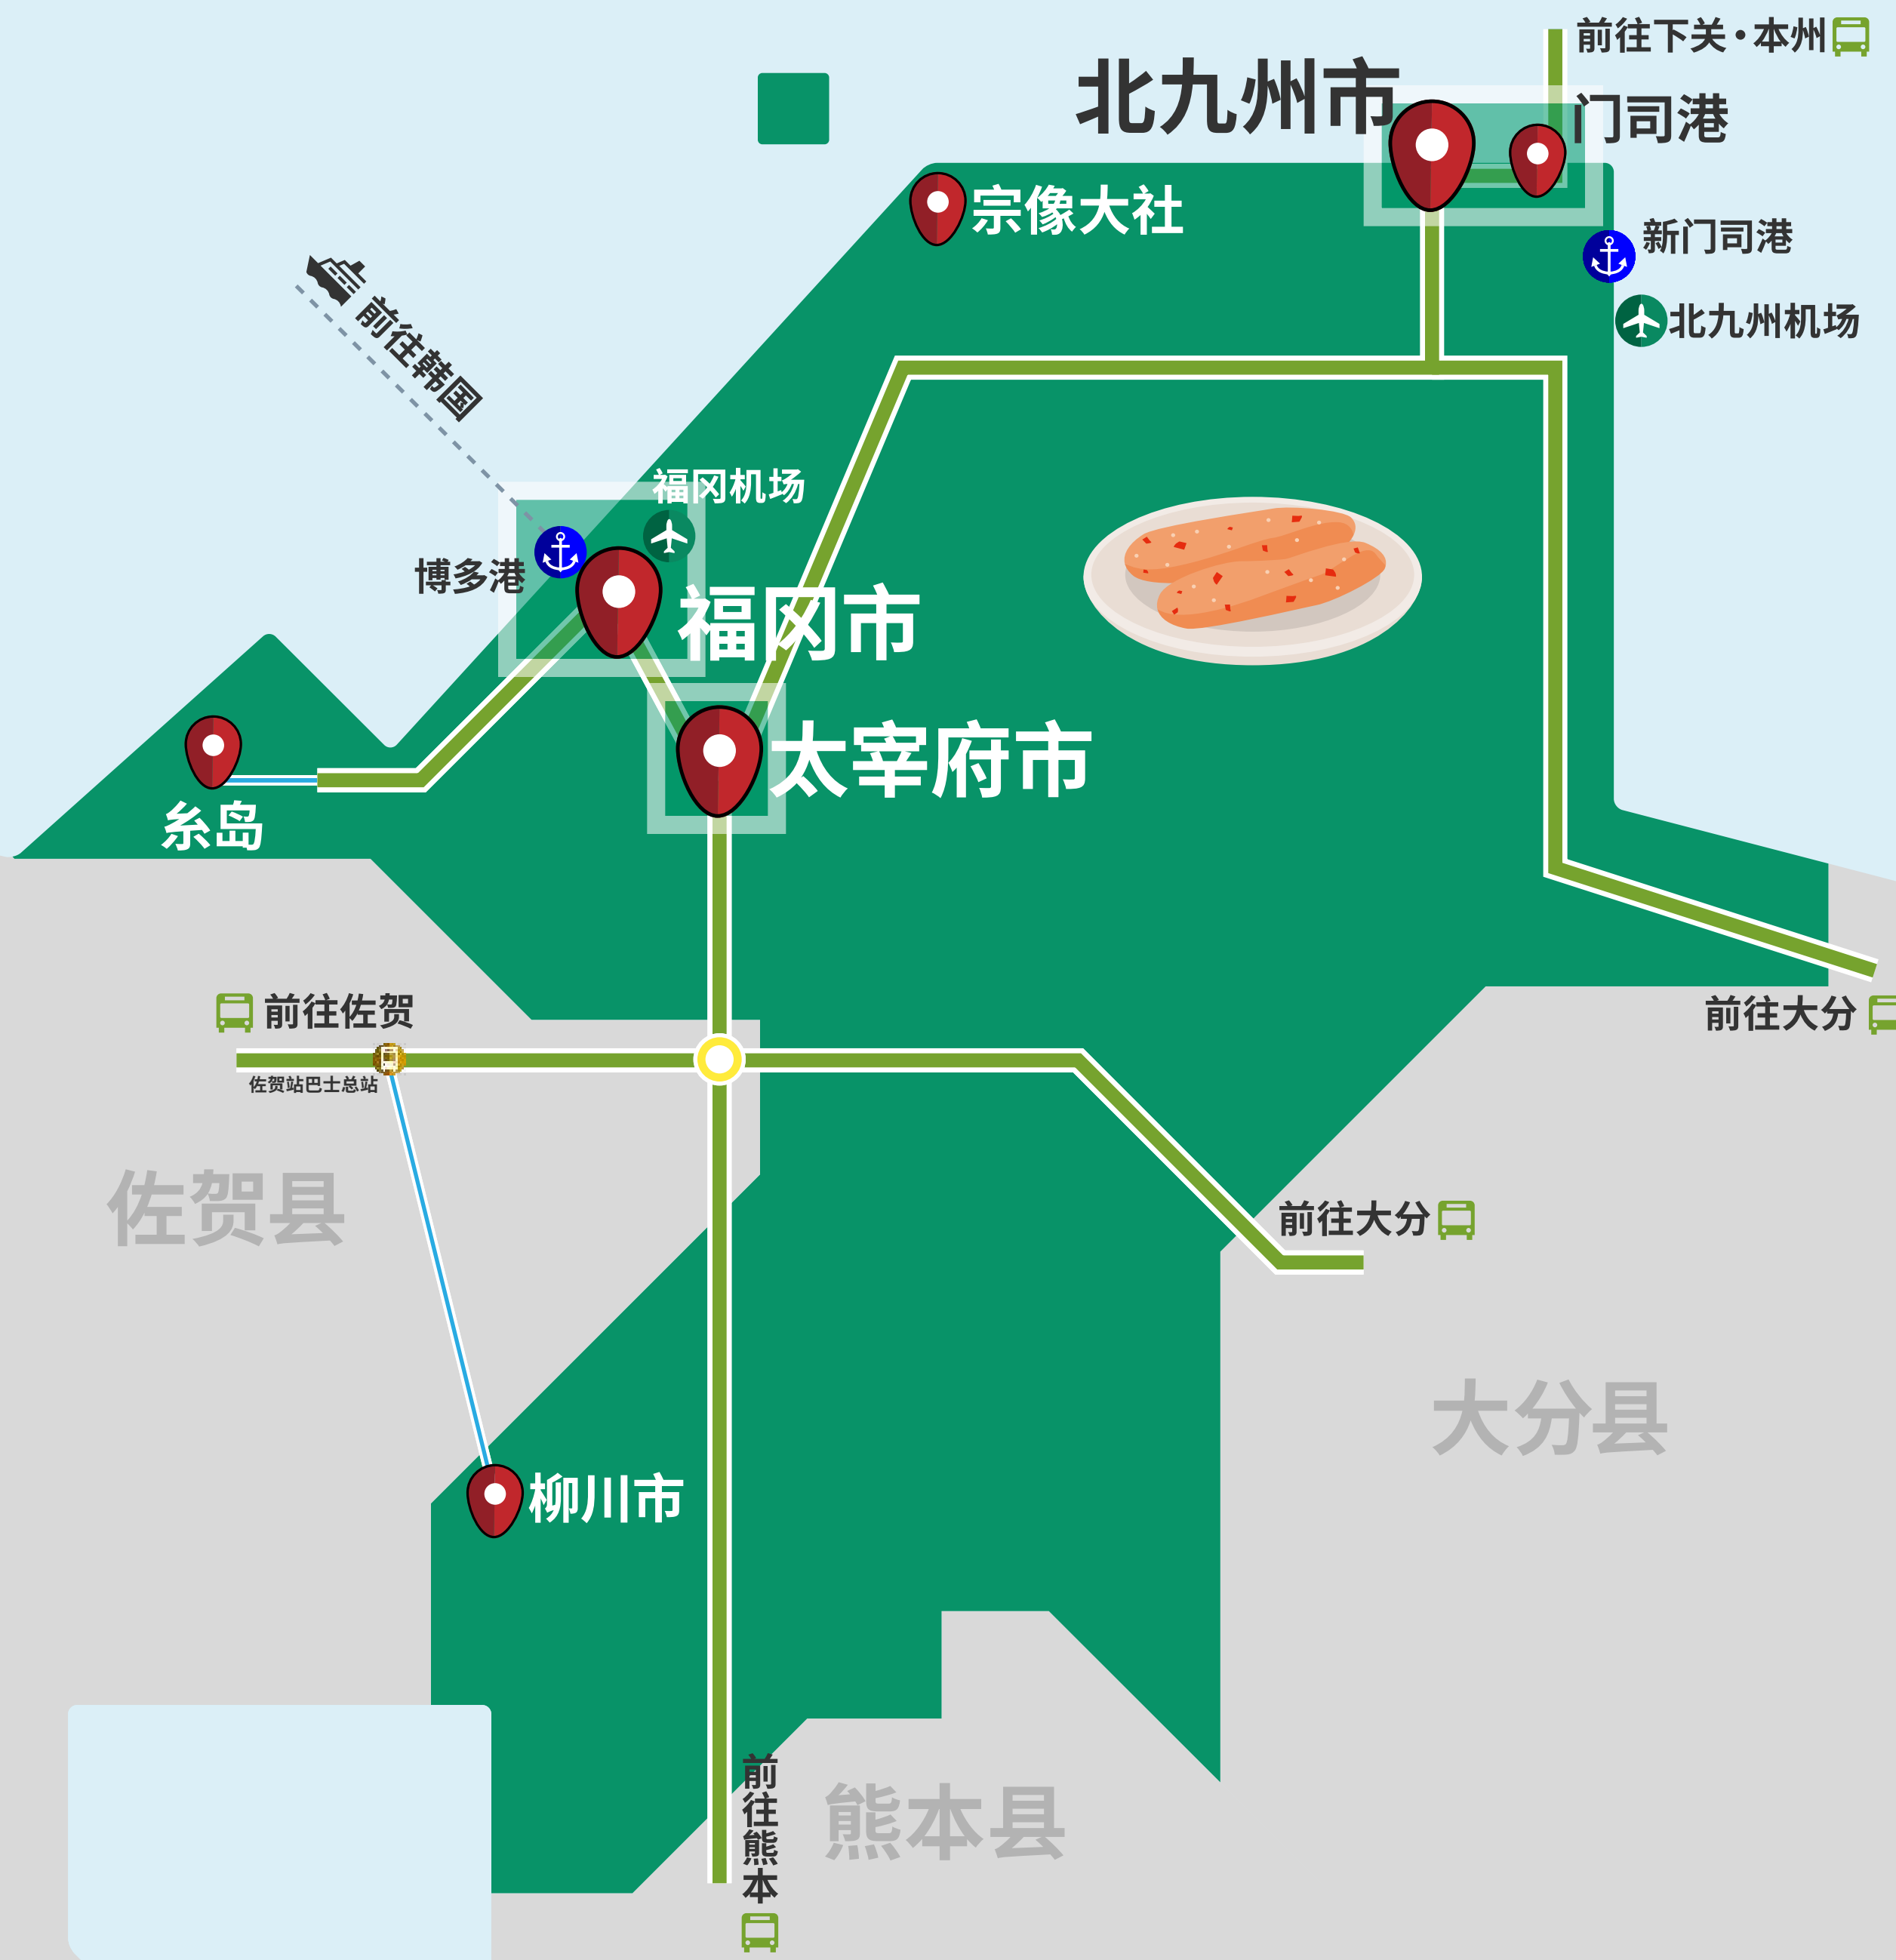 前往下关・本州
北九州市
门司港
宗像大社
新门司港
北九州机场
前往韩国
福冈机场
博多港
福冈市
太宰府市
糸岛
前往佐贺
前往大分
佐贺站巴士总站
佐贺县
前往大分
大分县
柳川市
前往熊本
熊本县